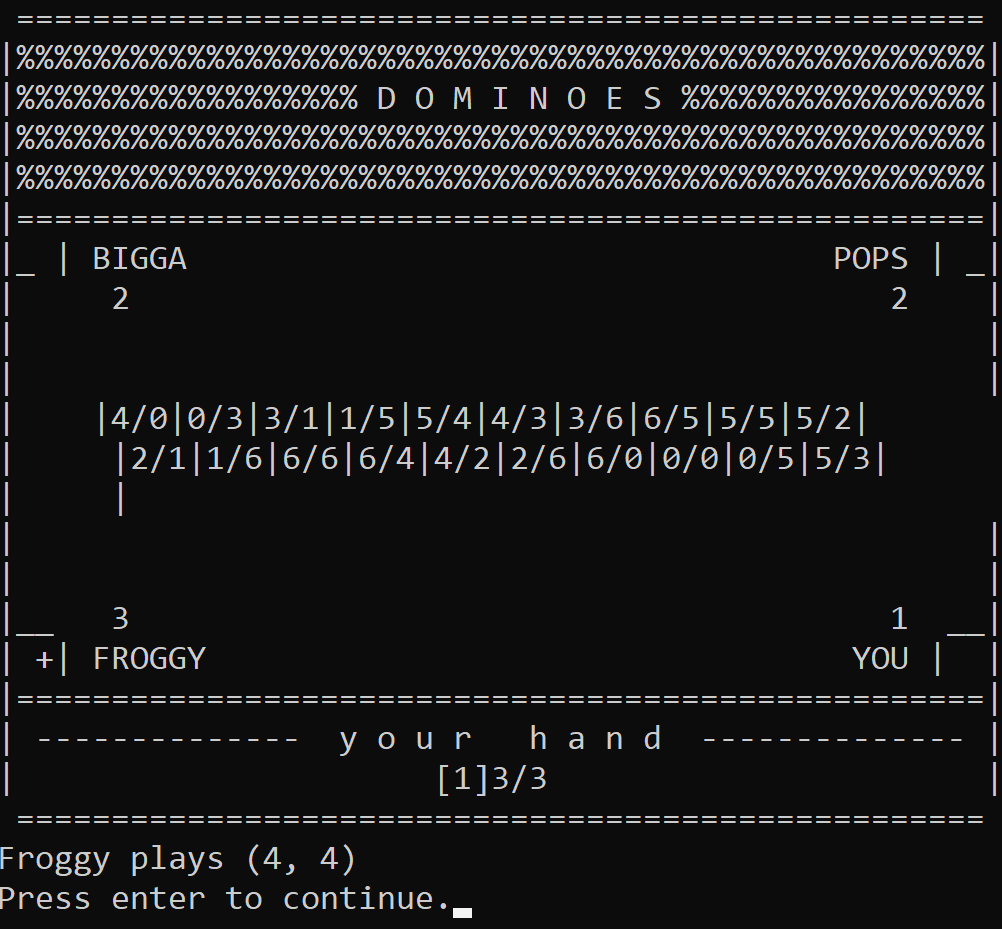 ===================================================
|%%%%%%%%%%%%%%%%%%%%%%%%%%%%%%%%%%%%%%%%%%%%%%%%%%%|
|%%%%%%%%%%%%%%%%%% D O M I N O E S %%%%%%%%%%%%%%%%|
|%%%%%%%%%%%%%%%%%%%%%%%%%%%%%%%%%%%%%%%%%%%%%%%%%%%|
|%%%%%%%%%%%%%%%%%%%%%%%%%%%%%%%%%%%%%%%%%%%%%%%%%%%|
|===================================================|
|_ | BIGGA                                  POPS | _|
|     2                                        2    |
|                                                   |
|                                                   |
|    |4/0|0/3|3/1|1/5|5/4|4/3|3/6|6/5|5/5|5/2|
|     |2/1|1/6|6/6|6/4|4/2|2/6|6/0|0/0|0/5|5/3|
|     |
|                                                   |
|                                                   |
|__   3                                        1  __|
| +| FROGGY                                  YOU |  |
|===================================================|
| --------------  y o u r   h a n d  -------------- |
|                      [1]3/3                       |
===================================================
Froggy plays (4, 4)
Press enter to continue.